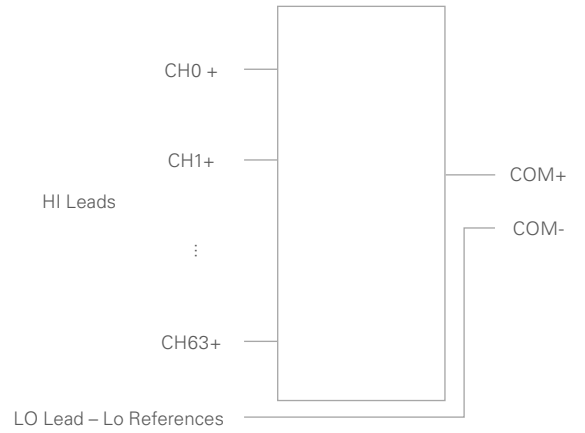 CH0 +
CH1+
COM+
HI Leads
COM-
⋮
CH63+
LO Lead – Lo References